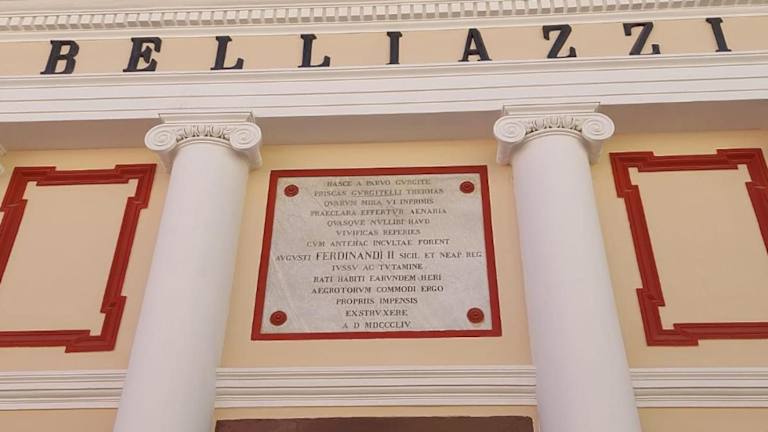 BELLIAZZI
HASCE A PARVO GVRGITE
PRISCAS GVRGITELLI THERMAS
QVARVM MIRA VI INPRIMIS
PRAECLARA EFFERTVR AENARIA
QVASQVE NVLLIBI HAVD
VIVIFICAS REPERIES
CVM ANTEHAC INCVLTAE FORENT
AVGVSTI FERDINANDI II SICIL ET NEAP REG
IVSSV AC TVTAMINE
RATI HABITI EARVNDEM HERI
AEGROTORVM COMMODI ERGO
PROPRIIS IMPENSIS
EXSTRVXERE
A D MDCCCLIV